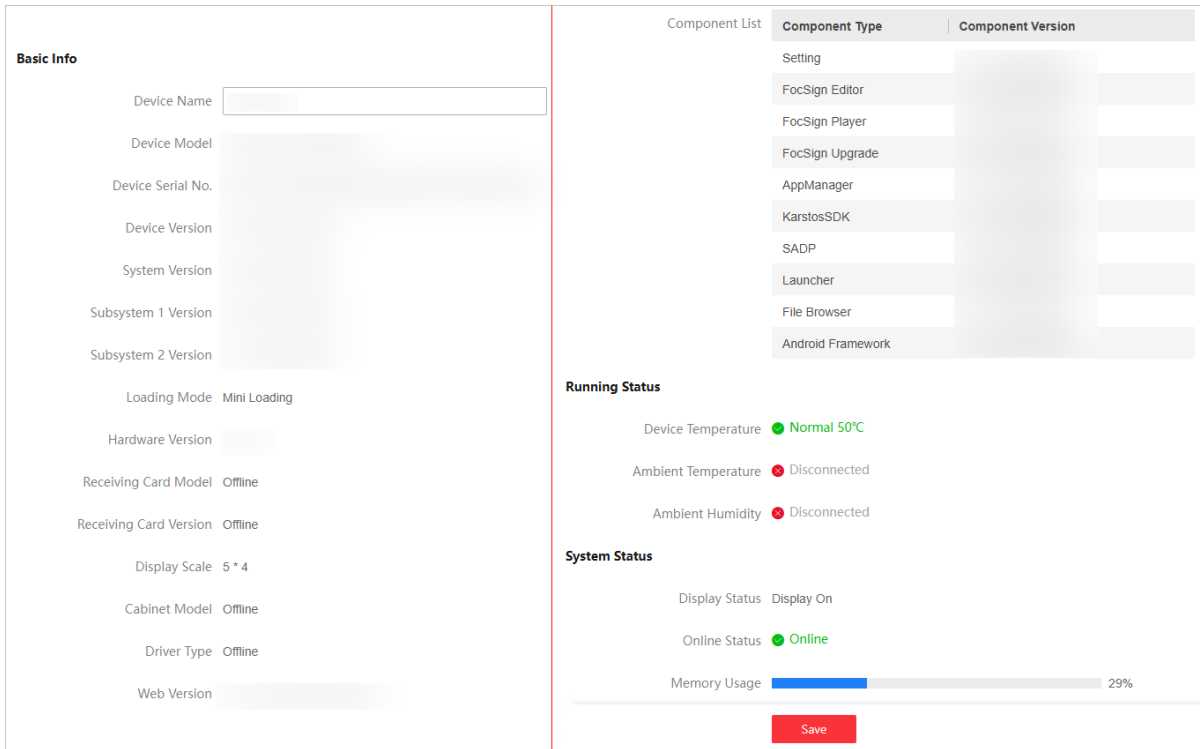 Basic Info
Device Name
Device Model
Device Serial No.
Device Version
System Version
Subsystem 1 Version
Subsystem 2 Version
Loading Mode Mini Loading
Hardware Version
Receiving Card Model Offline
Receiving Card Version Offline
Display Scale 5 * 4
Cabinet Model Offline
Driver Type Offline
Web Version
Component List Component Type Component Version
Setting
FocSign Editor
FocSign Player
FocSign Upgrade
AppManager
KarstosSDK
SADP
Launcher
File Browser
Android Framework
Running Status
Device Temperature Normal 50℃
Ambient Temperature Disconnected
Ambient Humidity Disconnected
System Status
Display Status Display On
Online Status Online
Memory Usage 29%
Save